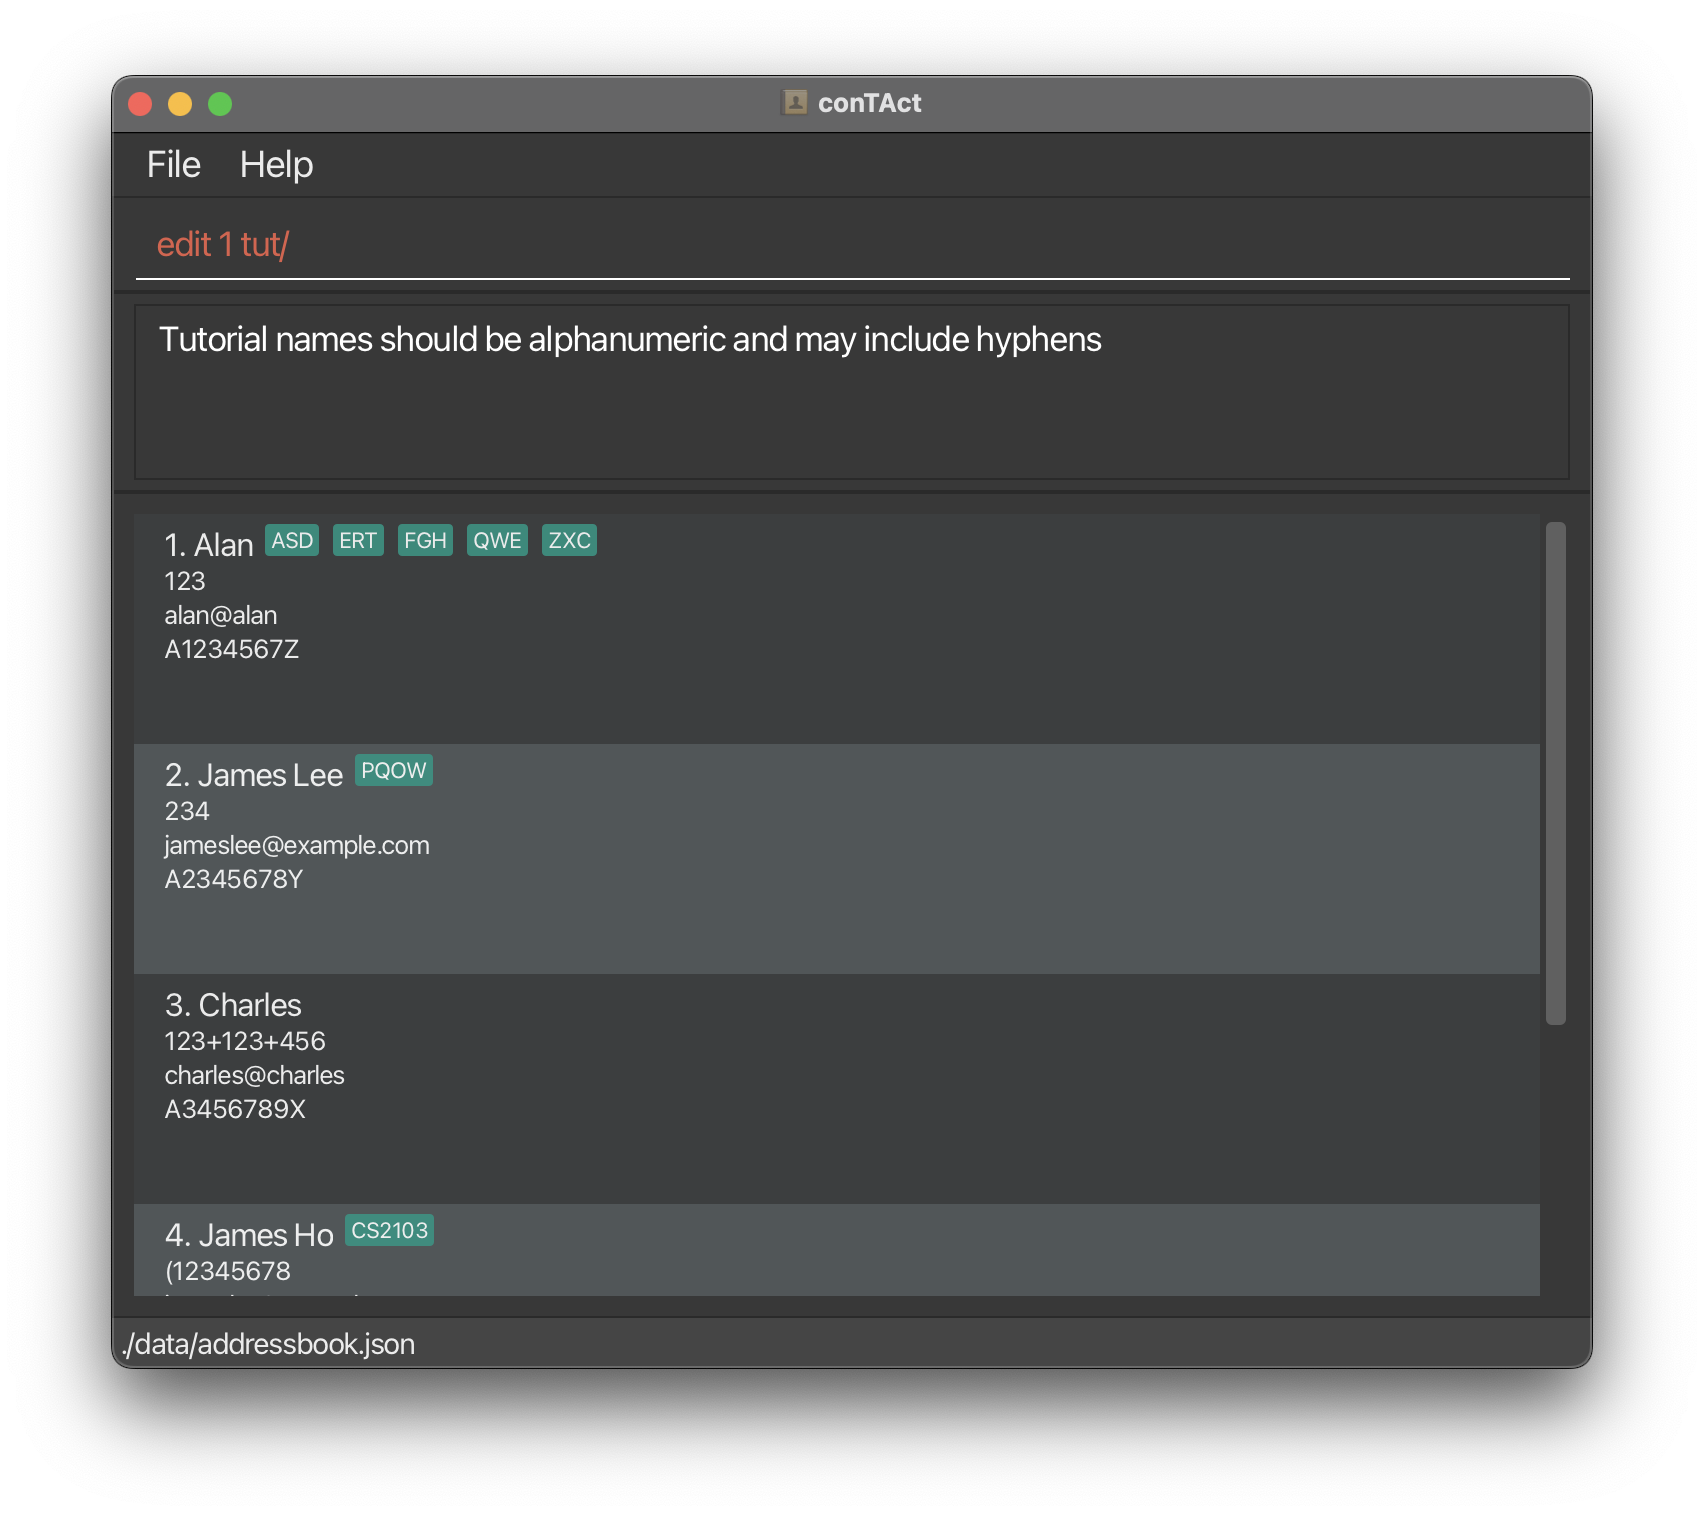 conTAct
File Help
edit 1 tut/
Tutorial names should be alphanumeric and may include hyphens
1. Alan ASD ERT FGH QWE ZXC
123
alan@alan
A1234567Z
2. James Lee PQOW
234
jameslee@example.com
A2345678Y
3. Charles
123+123+456
charles@charles
A3456789X
4. James Ho CS2103
(12345678
./data/addressbook.json